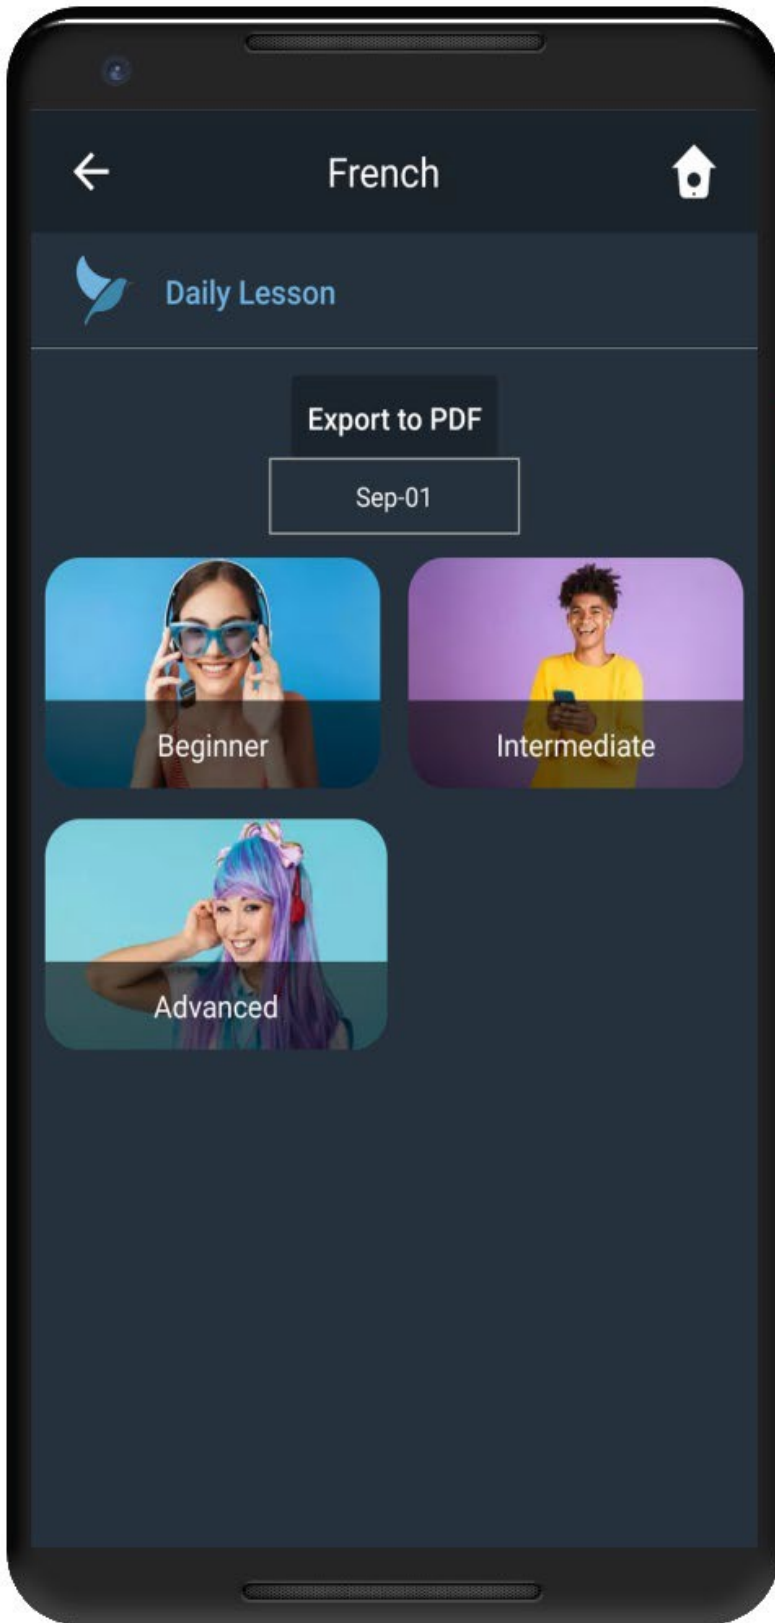 French
Daily Lesson
Export to PDF
Sep-01
Beginner
Intermediate
Advanced